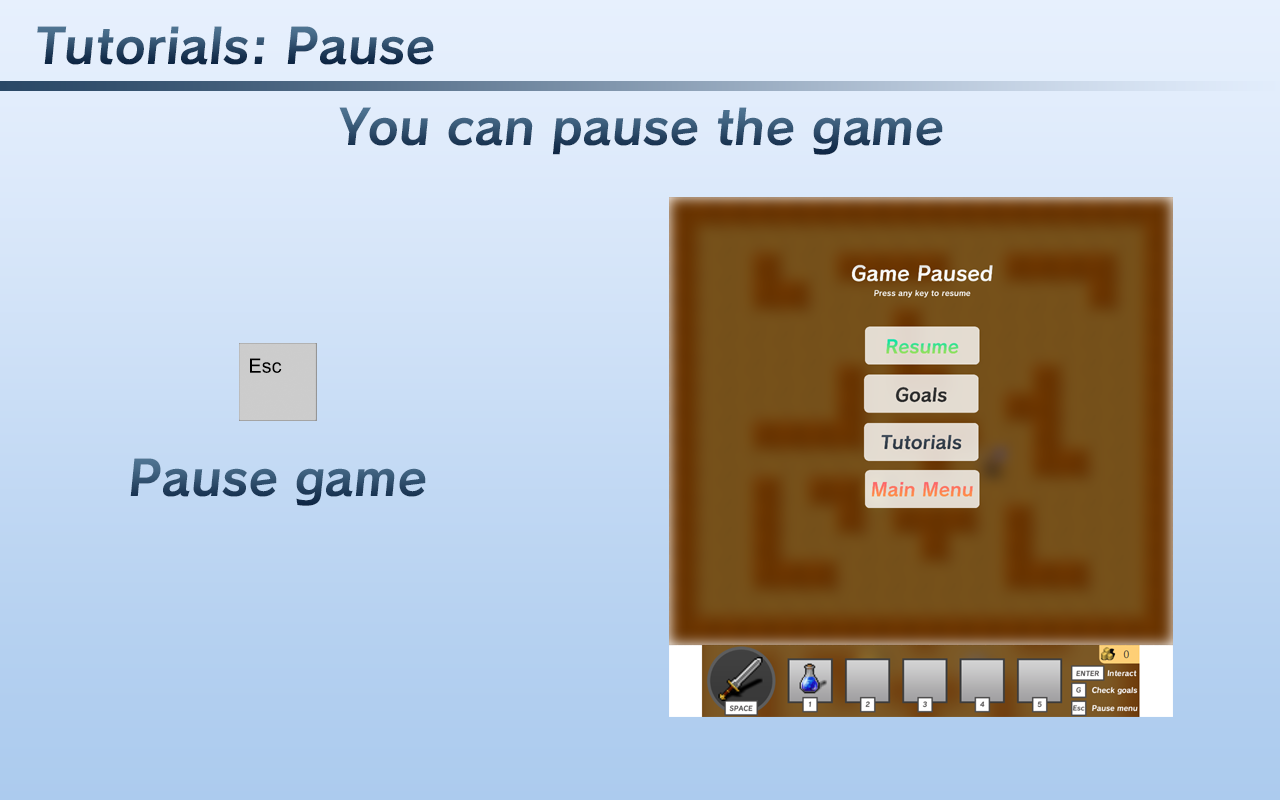 Tutorials: Pause
You can pause the game
Esc
Pause game
Game Paused
Press any key to resume
Resume
Goals
Tutorials
Main Menu
0
ENTER Interact
G Check goals
Esc Pause menu
SPACE
1
2
3
4
5